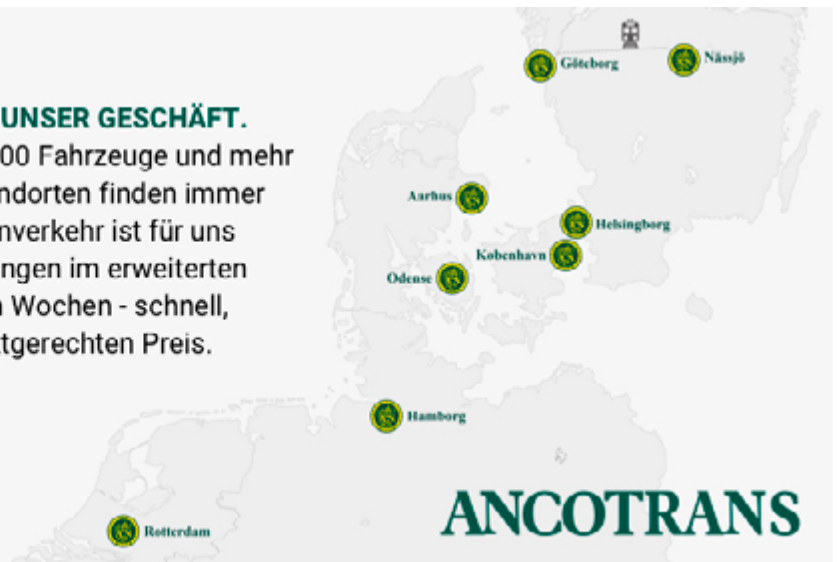 UNSER GESCHÄFT.
00 Fahrzeuge und mehr
ndorten finden immer
nverkehr ist für uns
ngen im erweiterten
n Wochen - schnell,
tgerechten Preis.
Göteborg
Nässjö
Aarhus
Helsingborg
København
Odense
Hamborg
Rotterdam
ANCOTRANS